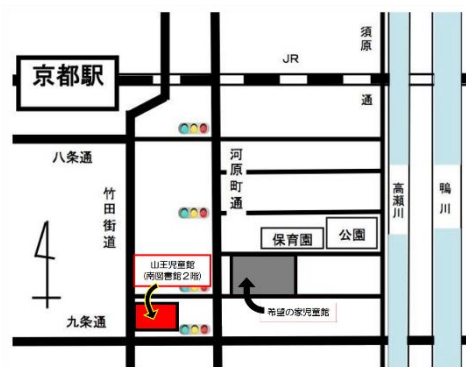 京都駅
JR
須原
通
八条通
河原町通
竹田街道
高瀬川
鴨川
保育園
公園
山王児童館
(南図書館2階)
希望の家児童館
九条通